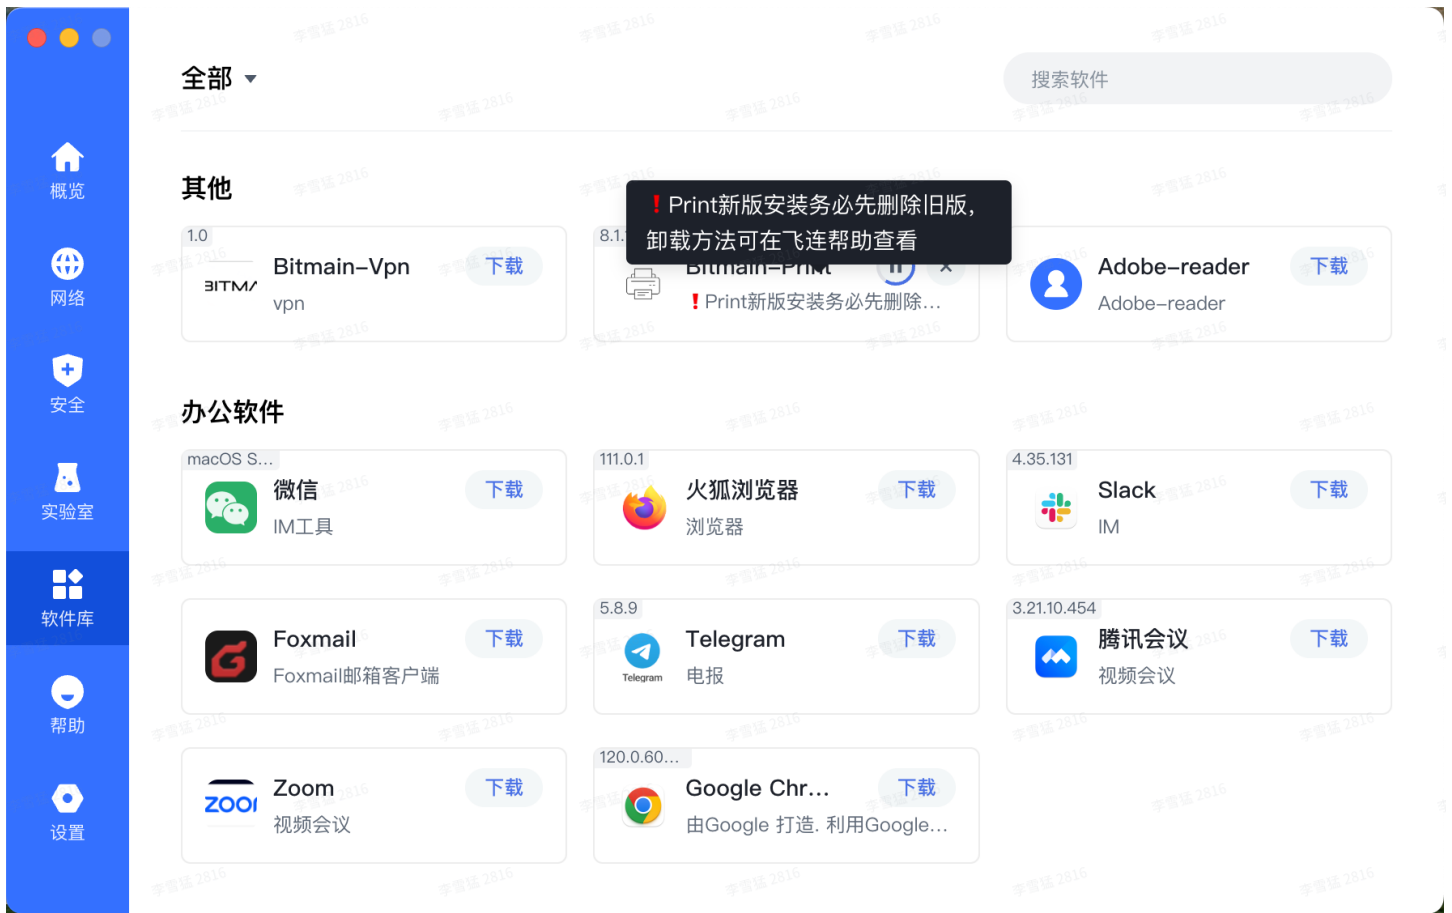 全部
搜索软件
概览
网络
安全
实验室
软件库
帮助
设置
其他
❗Print新版安装务必先删除旧版,
卸载方法可在飞连帮助查看
1.0
BITMA
Bitmain-Vpn
下载
vpn
8.1.
Bitmain-Print
❗Print新版安装务必先删除...
Adobe-reader
下载
Adobe-reader
办公软件
macOS S...
微信
下载
IM工具
111.0.1
火狐浏览器
下载
浏览器
4.35.131
Slack
下载
IM
Foxmail
下载
Foxmail邮箱客户端
5.8.9
Telegram
Telegram
下载
电报
3.21.10.454
腾讯会议
下载
视频会议
zoor
Zoom
下载
视频会议
120.0.60...
Google Chr...
下载
由Google 打造. 利用Google...
李雪猛 2816